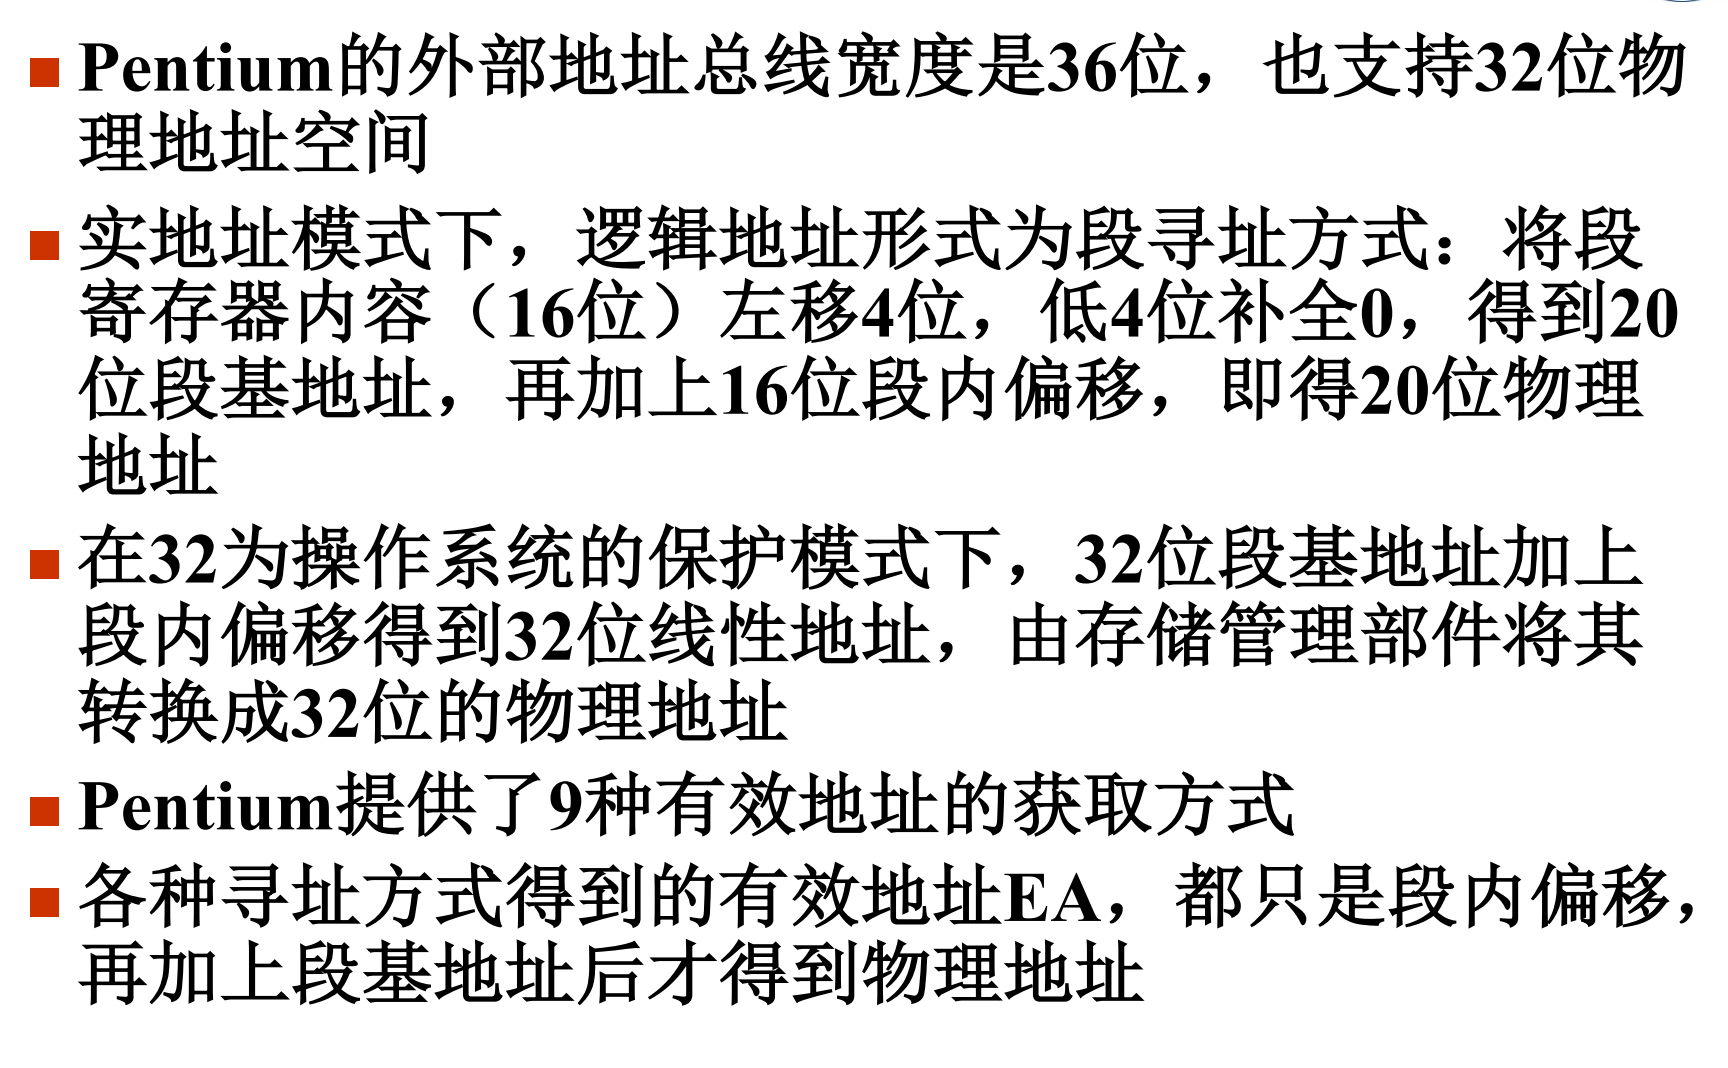 Pentium的外部地址总线宽度是36位，也支持32位物
理地址空间
实地址模式下，逻辑地址形式为段寻址方式：将段
寄存器内容（16位）左移4位，低4位补全0，得到20
位段基地址，再加上16位段内偏移，即得20位物理
地址
在32为操作系统的保护模式下，32位段基地址加上
段内偏移得到32位线性地址，由存储管理部件将其
转换成32位的物理地址
Pentium提供了9种有效地址的获取方式
各种寻址方式得到的有效地址EA，都只是段内偏移，
再加上段基地址后才得到物理地址